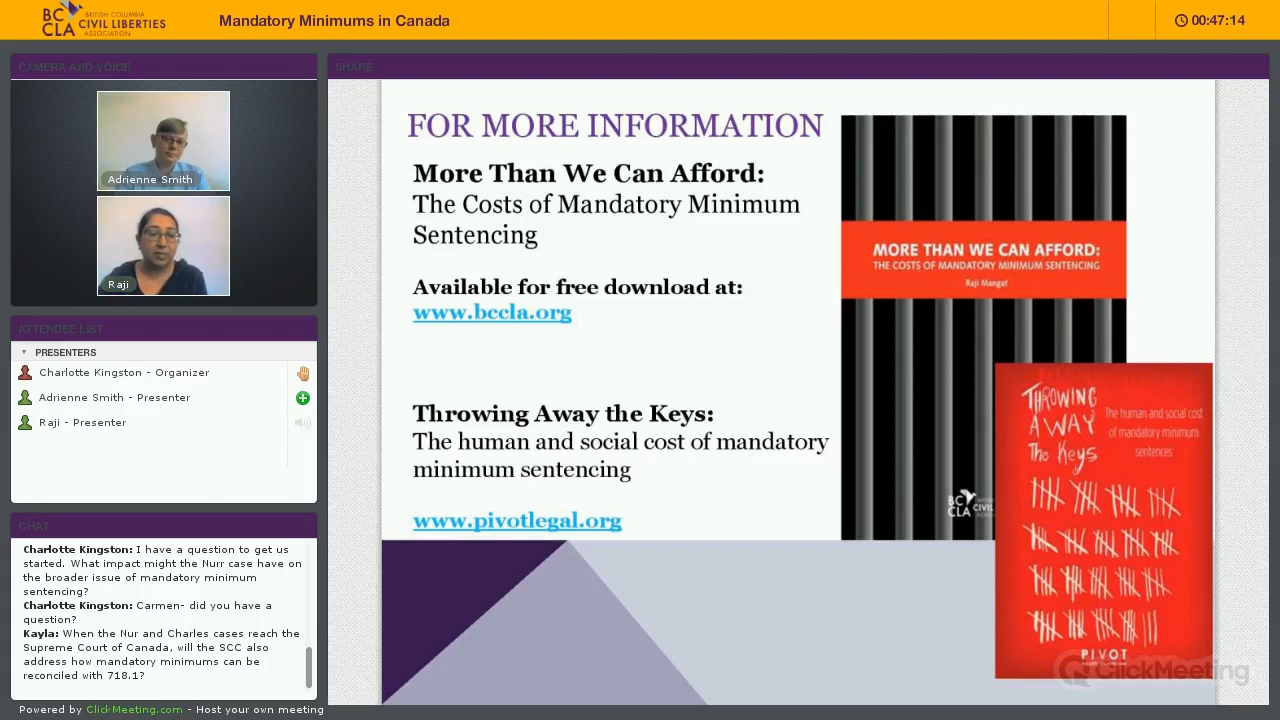 BC
CLA
BRITISH COLUMBIA
CIVIL LIBERTIES
ASSOCIATION
Mandatory Minimums in Canada
00:47:14
CAMERA AND VOICE
Adrienne Smith
Raji
ATTENDEE LIST
PRESENTERS
Charlotte Kingston - Organizer
Adrienne Smith - Presenter
Raji - Presenter
CHAT
Charlotte Kingston: I have a question to get us
started. What impact might the Nurr case have on
the broader issue of mandatory minimum
sentencing?
Charlotte Kingston: Carmen- did you have a
question?
Kayla: When the Nur and Charles cases reach the
Supreme Court of Canada, will the SCC also
address how mandatory minimums can be
reconciled with 718.1?
Powered by ClickMeeting.com - Host your own meeting
SHARE
FOR MORE INFORMATION
More Than We Can Afford:
The Costs of Mandatory Minimum
Sentencing
Available for free download at:
www.bccla.org
Throwing Away the Keys:
The human and social cost of mandatory
minimum sentencing
www.pivotlegal.org
MORE THAN WE CAN AFFORD:
THE COSTS OF MANDATORY MINIMUM SENTENCING
Raji Mangat
BC
CLA
CIVIL
THROWING
AWAY
THE KEYS
The human and social cost
of mandatory minimum
sentences
PIVOT
ClickMeeting